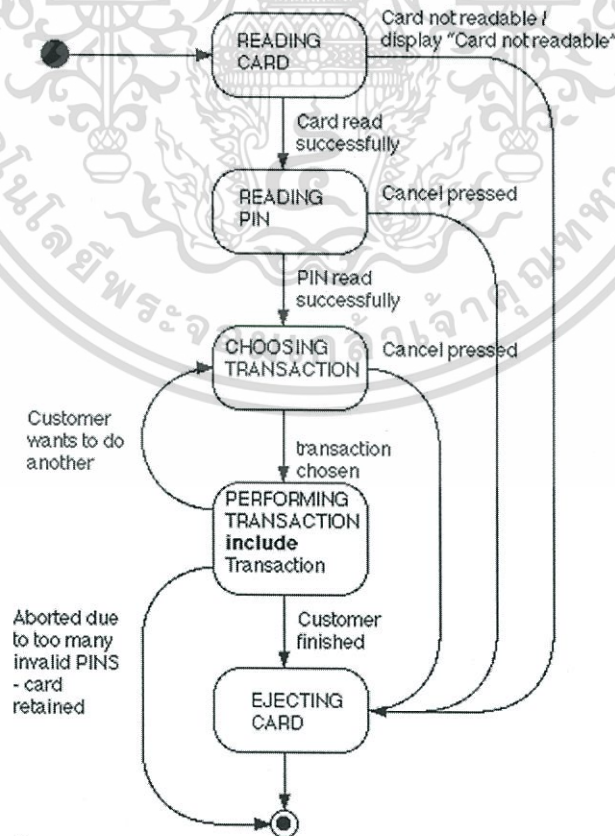 READING
CARD
Card not readable /
display "Card not readable"
Card read
successfully
READING
PIN
Cancel pressed
PIN read
successfully
CHOOSING
TRANSACTION
Cancel pressed
Customer
wants to do
another
transaction
chosen
PERFORMING
TRANSACTION
include
Transaction
Aborted due
to too many
invalid PINS
- card
retained
Customer
finished
EJECTING
CARD